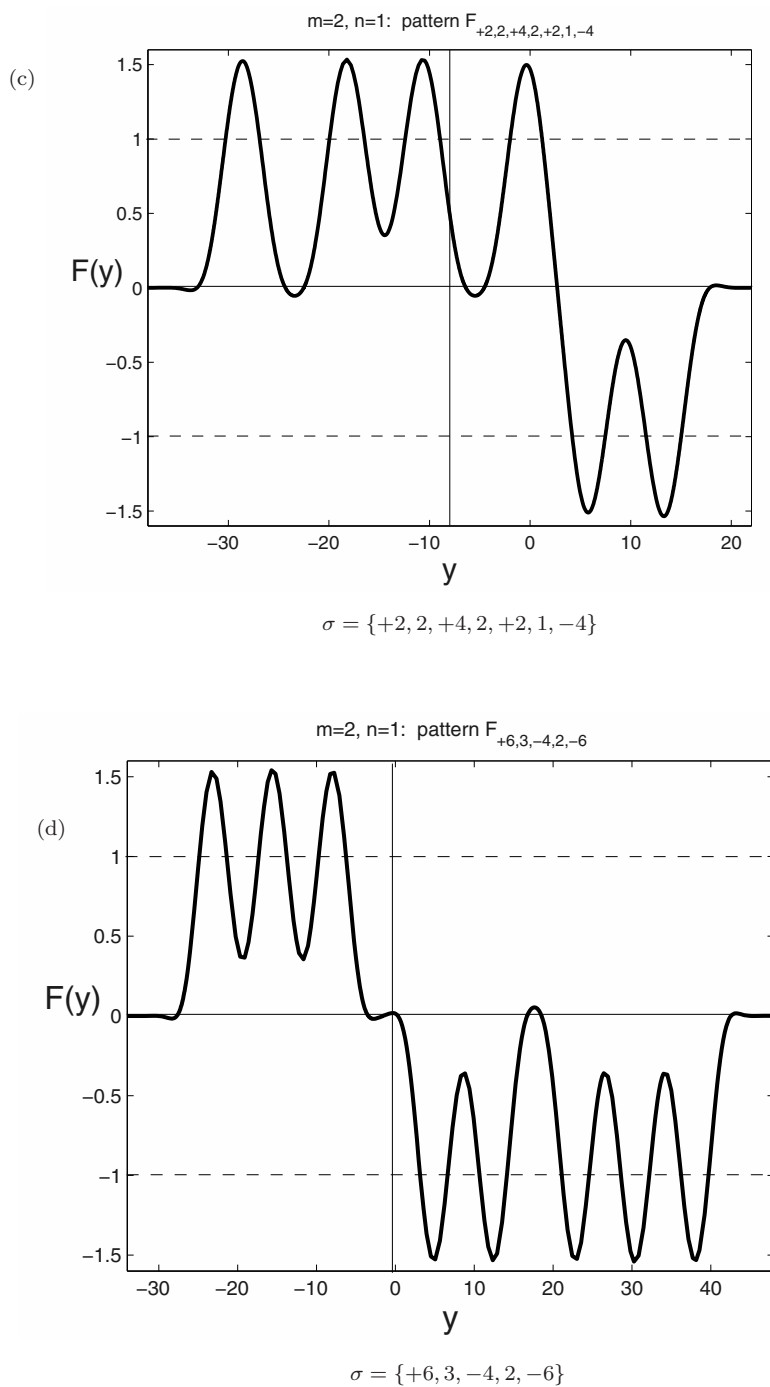 m=2, n=1: pattern F+2,2,+4,2,+2,1,−4
(c)
1.5
1
0.5
F(y)
0
−0.5
−1
−1.5
−30 −20 −10 0 10 20
y
σ = {+2, 2, +4, 2, +2, 1, −4}
m=2, n=1: pattern F+6,3,−4,2,−6
(d)
1.5
1
0.5
F(y)
0
−0.5
−1
−1.5
−30 −20 −10 0 10 20 30 40
y
σ = {+6, 3, −4, 2, −6}